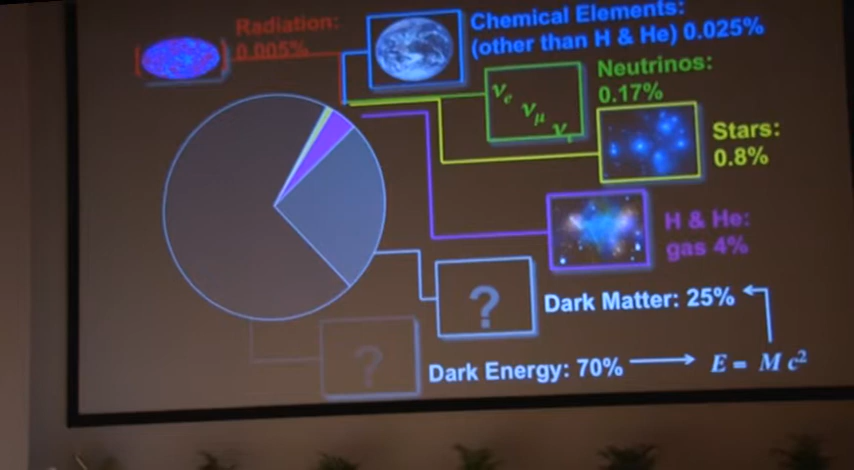 Radiation:
0.005%
Chemical Elements:
(other than H & He) 0.025%
Neutrinos:
0.17%
νe νμ ντ
Stars:
0.8%
H & He:
gas 4%
?
Dark Matter: 25%
?
Dark Energy: 70% → E = M c²